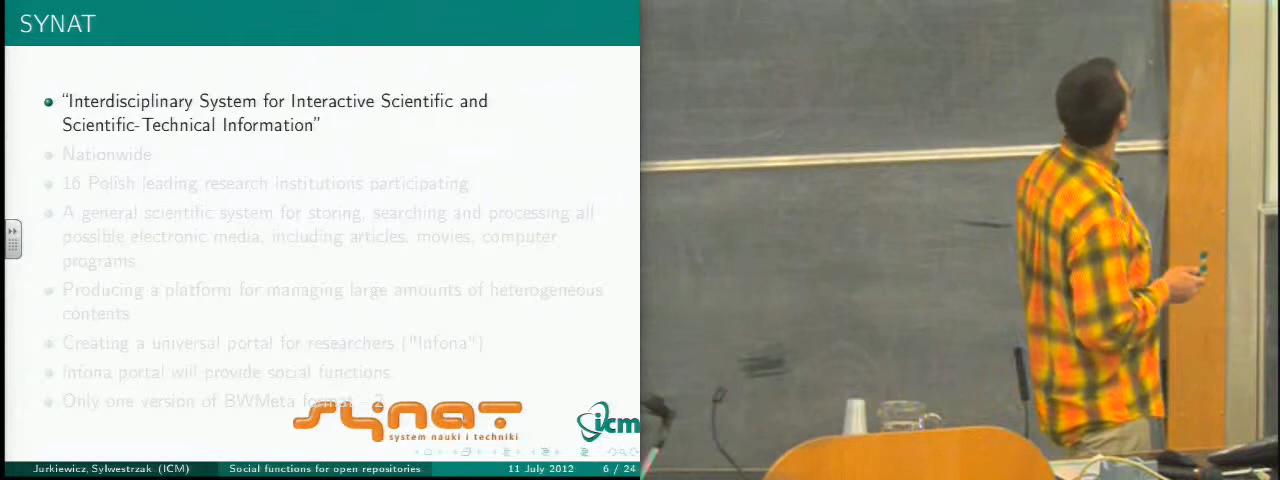 SYNAT
“Interdisciplinary System for Interactive Scientific and
Scientific-Technical Information”
Nationwide
16 Polish leading research institutions participating
A general scientific system for storing, searching and processing all
possible electronic media, including articles, movies, computer
programs
Producing a platform for managing large amounts of heterogeneous
contents
Creating a universal portal for researchers ("Infona")
Infona portal will provide social functions
Only one version of BWMeta format - 2
synat
system nauki i techniki
icm
Jurkiewicz, Sylwestrzak (ICM) Social functions for open repositories 11 July 2012 6 / 24